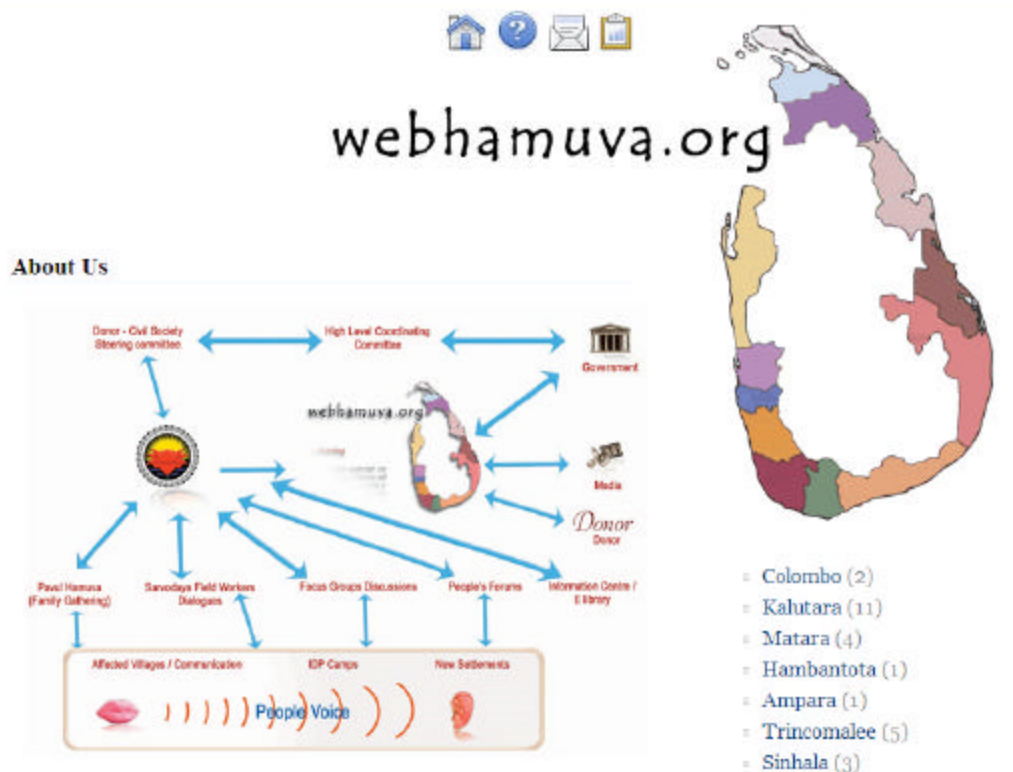 webhamuva.org
About Us
Donor - Civil Society
Steering committee
High Level Coordinating
Committee
Government
webhamuva.org
Media
Donor
Donor
Pavul Hamuva
(Family Gathering)
Sarvodaya Field Workers
Dialogues
Focus Groups Discussions
People's Forums
Information Centre /
E library
Affected Villages / Communication
IDP Camps
New Settlements
People Voice
Colombo (2)
Kalutara (11)
Matara (4)
Hambantota (1)
Ampara (1)
Trincomalee (5)
Sinhala (3)